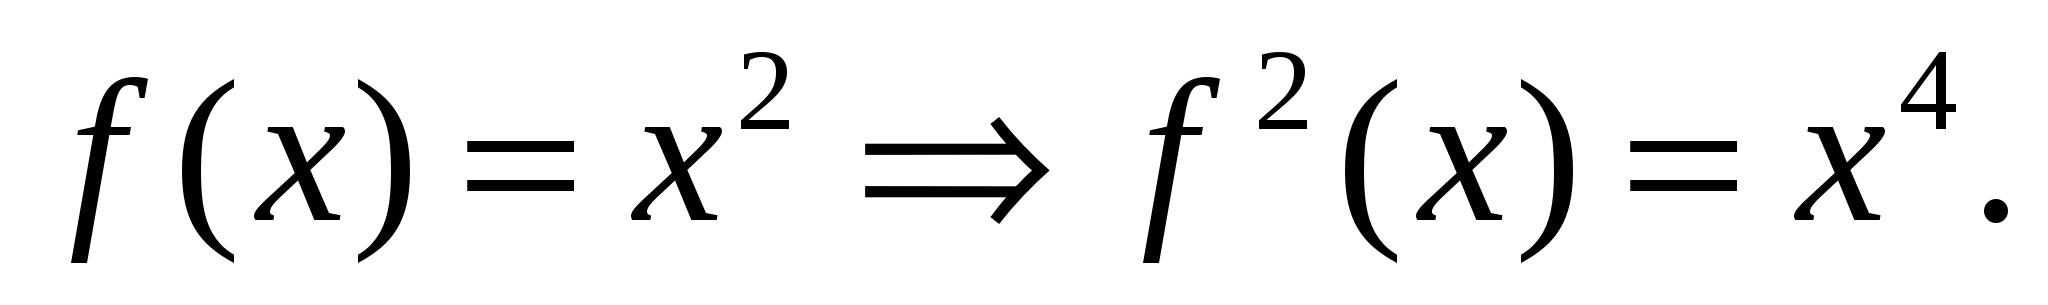 f(x) = x² ⇒ f²(x) = x⁴.